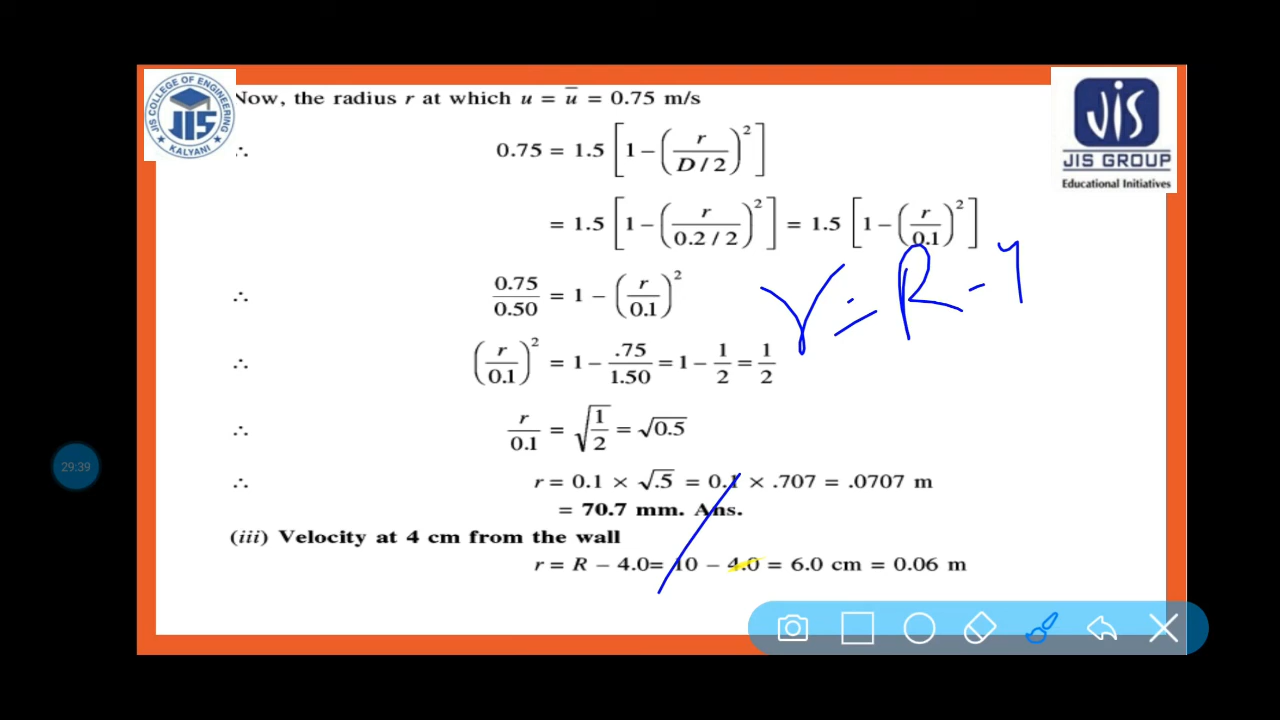 JIS COLLEGE OF ENGINEERING
JIS
KALYANI
JIS
JIS GROUP
Educational Initiatives
Now, the radius r at which u = u̅ = 0.75 m/s
∴ 0.75 = 1.5 [1 − (r / (D / 2))²]
= 1.5 [1 − (r / (0.2 / 2))²] = 1.5 [1 − (r / 0.1)²]
r = R - y
∴ 0.75 / 0.50 = 1 − (r / 0.1)²
∴ (r / 0.1)² = 1 − .75 / 1.50 = 1 − 1 / 2 = 1 / 2
∴ r / 0.1 = √(1 / 2) = √0.5
∴ r = 0.1 × √.5 = 0.1 × .707 = .0707 m
= 70.7 mm. Ans.
(iii) Velocity at 4 cm from the wall
r = R − 4.0= 10 − 4.0 = 6.0 cm = 0.06 m
29:39